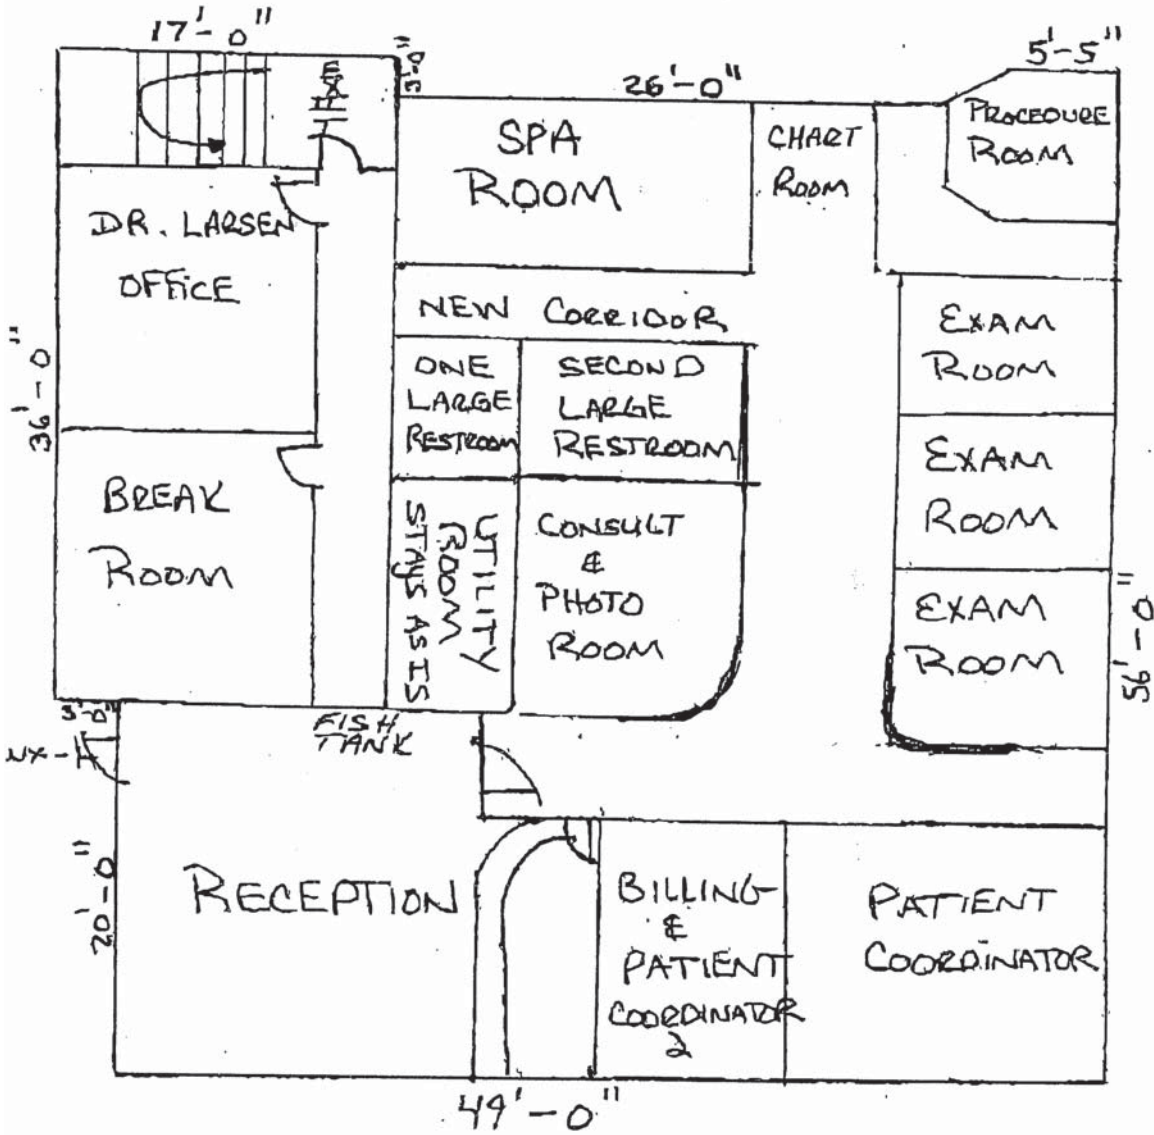 17'-0"
EXIT
3'-0"
26'-0"
5'-5"
SPA
ROOM
CHART
ROOM
PROCEDURE
ROOM
DR. LARSEN
OFFICE
NEW CORRIDOR
EXAM
ROOM
36'-0"
ONE
LARGE
RESTROOM
SECOND
LARGE
RESTROOM
EXAM
ROOM
BREAK
ROOM
UTILITY
ROOM
STAYS AS IS
CONSULT
&
PHOTO
ROOM
EXAM
ROOM
56'-0"
3'-0"
FISH
TANK
20'-0"
RECEPTION
BILLING
&
PATIENT
COORDINATOR
2
PATIENT
COORDINATOR
49'-0"